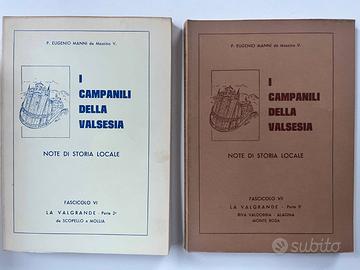 P. EUGENIO MANNI da Massino V.
I
CAMPANILI
DELLA
VALSESIA
NOTE DI STORIA LOCALE
FASCICOLO VI
LA VALGRANDE - Parte 2ª
da SCOPELLO a MOLLIA
P. EUGENIO MANNI da Massino V.
I
CAMPANILI
DELLA
VALSESIA
NOTE DI STORIA LOCALE
FASCICOLO VII
LA VALGRANDE - Parte
RIVA VALDOBBIA - ALAGNA
MONTE ROSA
subito